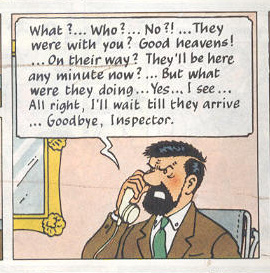 What?... Who?... No?! ...They
were with you? Good heavens!
...On their way? They'll be here
any minute now?... But what
were they doing...Yes... I see...
All right, I'll wait till they arrive
... Goodbye, Inspector.